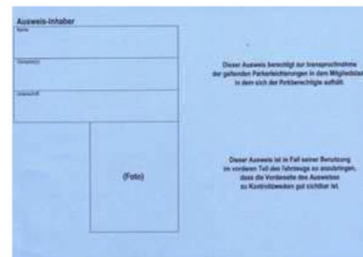 Ausweis-Inhaber
Name
Vorname(n)
Unterschrift
(Foto)
Dieser Ausweis berechtigt zur Inanspruchnahme
der geltenden Parkerleichterungen in dem Mitgliedstaat
in dem sich der Parkberechtigte aufhält.
Dieser Ausweis ist in Fall seiner Benutzung
im vorderen Teil des Fahrzeugs so anzubringen,
dass die Vorderseite des Ausweises
zu Kontrollzwecken gut sichtbar ist.